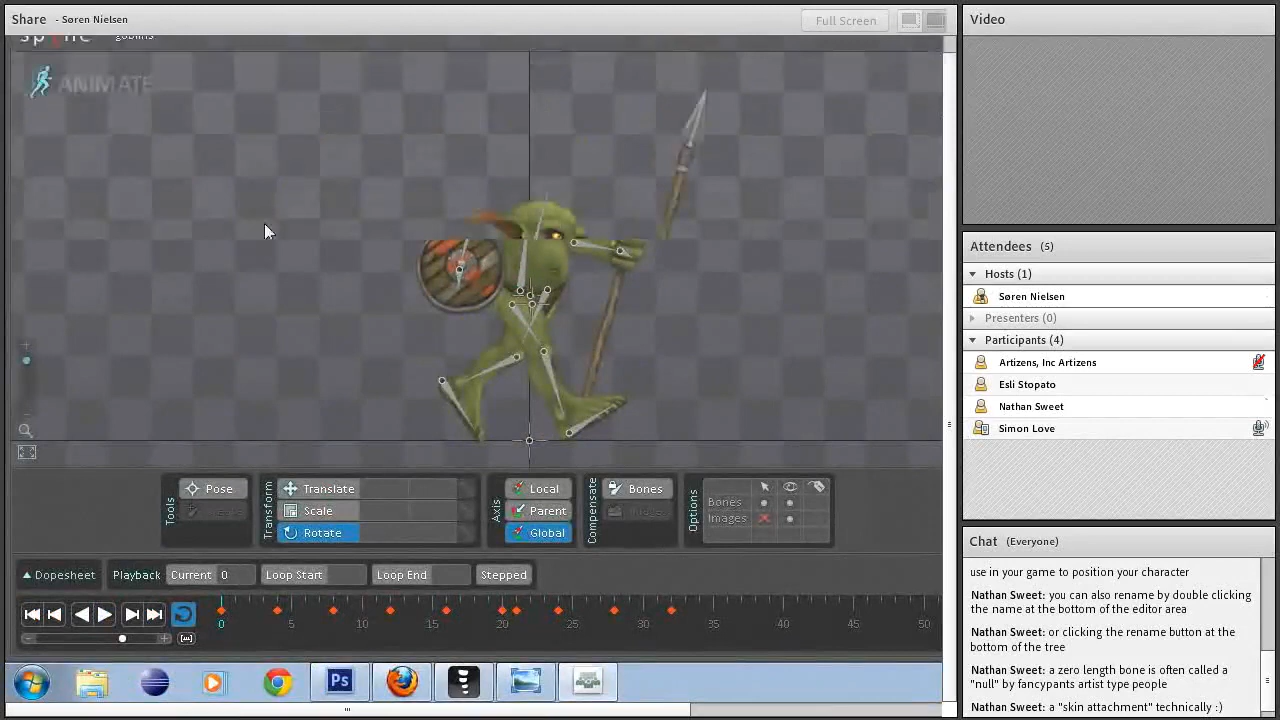 Share - Søren Nielsen
Full Screen
Video
goblins
ANIMATE
Attendees (5)
Hosts (1)
Søren Nielsen
Presenters (0)
Participants (4)
Artizens, Inc Artizens
Esli Stopato
Nathan Sweet
Simon Love
Tools
Pose
Transform
Translate
Scale
Rotate
Axis
Local
Parent
Global
Compensate
Bones
Options
Bones
Images
Dopesheet
Playback
Current 0
Loop Start
Loop End
Stepped
0 5 10 15 20 25 30 35 40 45 50
Ps
Chat (Everyone)
use in your game to position your character
Nathan Sweet: you can also rename by double clicking
the name at the bottom of the editor area
Nathan Sweet: or clicking the rename button at the
bottom of the tree
Nathan Sweet: a zero length bone is often called a
"null" by fancypants artist type people
Nathan Sweet: a "skin attachment" technically :)